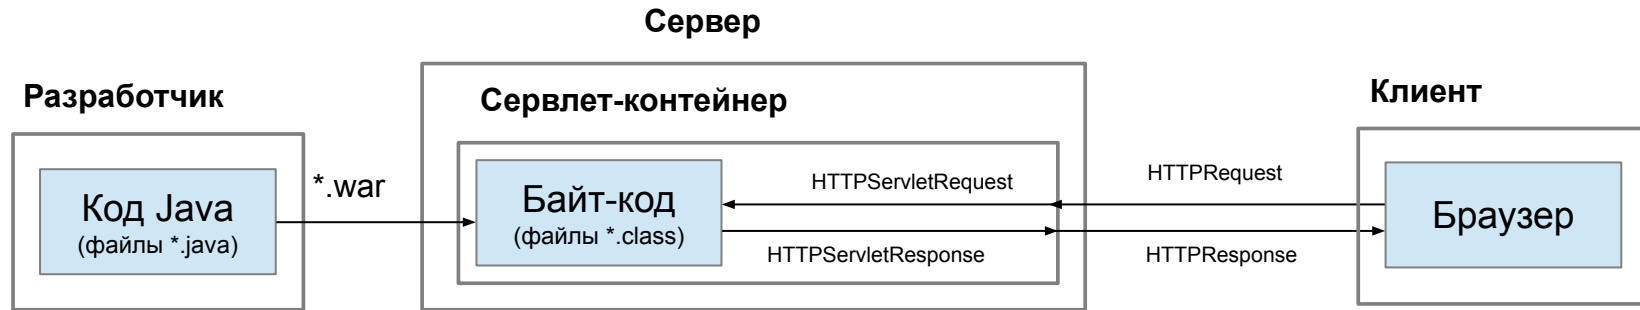 Сервер
Разработчик
Сервлет-контейнер
Клиент
Код Java
(файлы *.java)
*.war
Байт-код
(файлы *.class)
HTTPServletRequest
HTTPServletResponse
HTTPRequest
HTTPResponse
Браузер